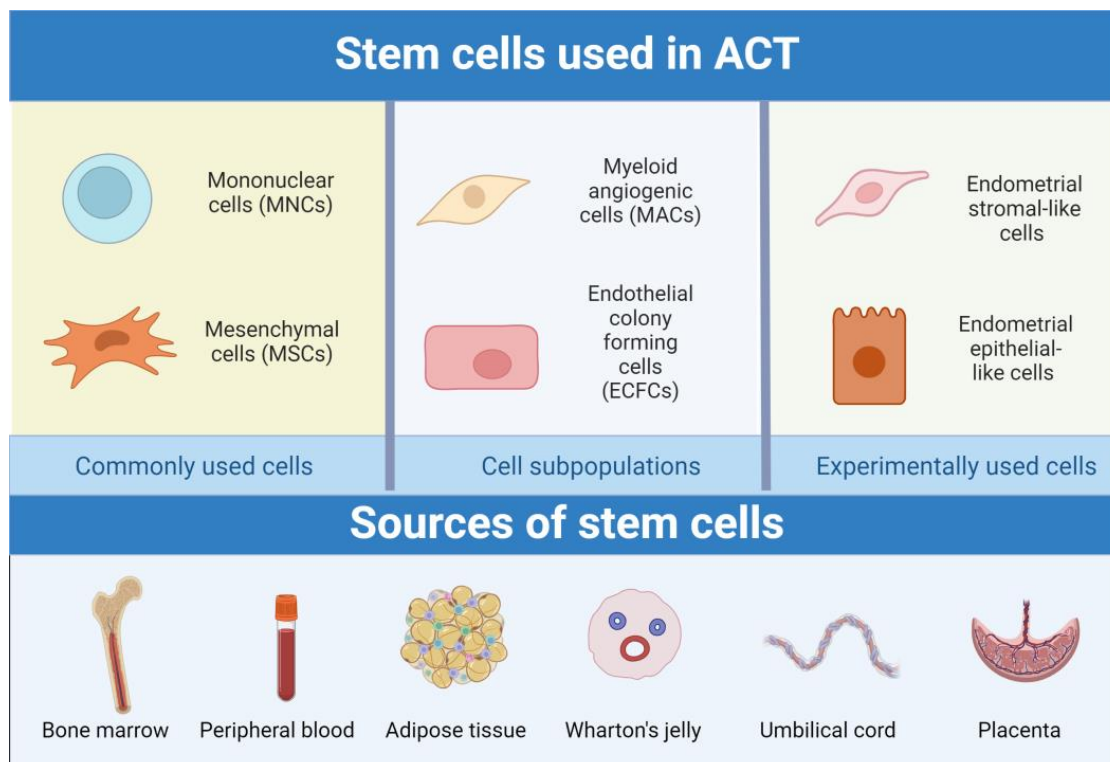 Stem cells used in ACT
Mononuclear
cells (MNCs)
Mesenchymal
cells (MSCs)
Myeloid
angiogenic
cells (MACs)
Endothelial
colony
forming
cells
(ECFCs)
Endometrial
stromal-like
cells
Endometrial
epithelial-
like cells
Commonly used cells
Cell subpopulations
Experimentally used cells
Sources of stem cells
Bone marrow
Peripheral blood
Adipose tissue
Wharton's jelly
Umbilical cord
Placenta